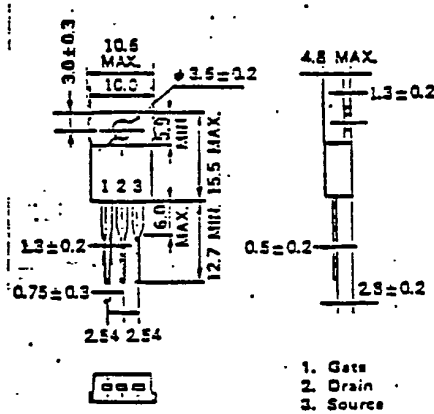 10.6
MAX.
10.0
3.0±0.3
ϕ 3.5±0.2
5.9
MIN
15.5 MAX.
1 2 3
6.0
MAX.
12.7 MIN.
1.3±0.2
0.75±0.3
2.54 2.54
4.8 MAX.
1.3±0.2
0.5±0.2
2.8±0.2
1. Gate
2. Drain
3. Source